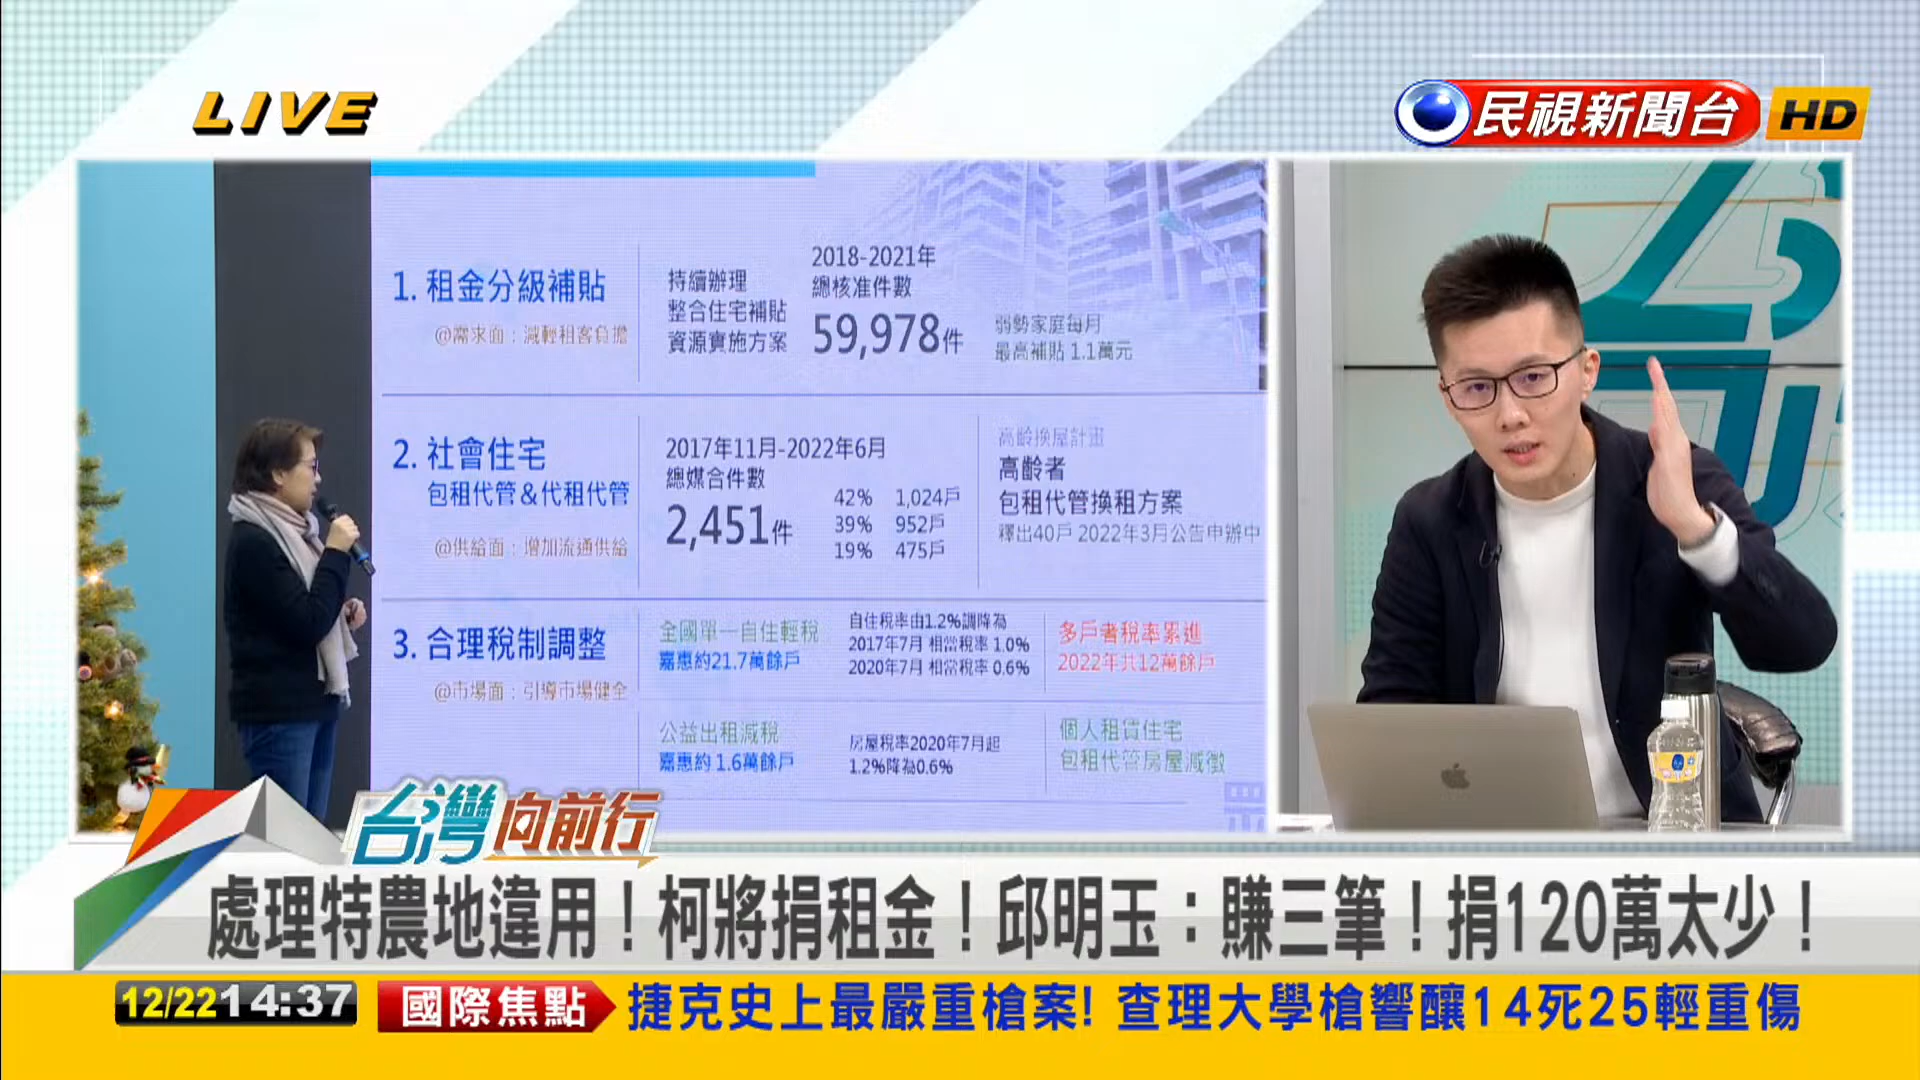 LIVE
民視新聞台 HD
1. 租金分級補貼
@需求面：減輕租客負擔
持續辦理
整合住宅補貼
資源實施方案
2018-2021年
總核准件數
59,978件
弱勢家庭每月
最高補貼 1.1萬元
2. 社會住宅
包租代管＆代租代管
@供給面：增加流通供給
2017年11月-2022年6月
總媒合件數
2,451件
42% 1,024戶
39% 952戶
19% 475戶
高齡換屋計畫
高齡者
包租代管換租方案
釋出40戶 2022年3月公告申辦中
3. 合理稅制調整
@市場面：引導市場健全
全國單一自住輕稅
嘉惠約21.7萬餘戶
自住稅率由1.2%調降為
2017年7月 相當稅率 1.0%
2020年7月 相當稅率 0.6%
多戶者稅率累進
2022年共12萬餘戶
公益出租減稅
嘉惠約 1.6萬餘戶
房屋稅率2020年7月起
1.2%降為0.6%
個人租賃住宅
包租代管房屋減徵
台灣向前行
處理特農地違用！柯將捐租金！邱明玉：賺三筆！捐120萬太少！
12/22 14:37 國際焦點 捷克史上最嚴重槍案! 查理大學槍響釀14死25輕重傷